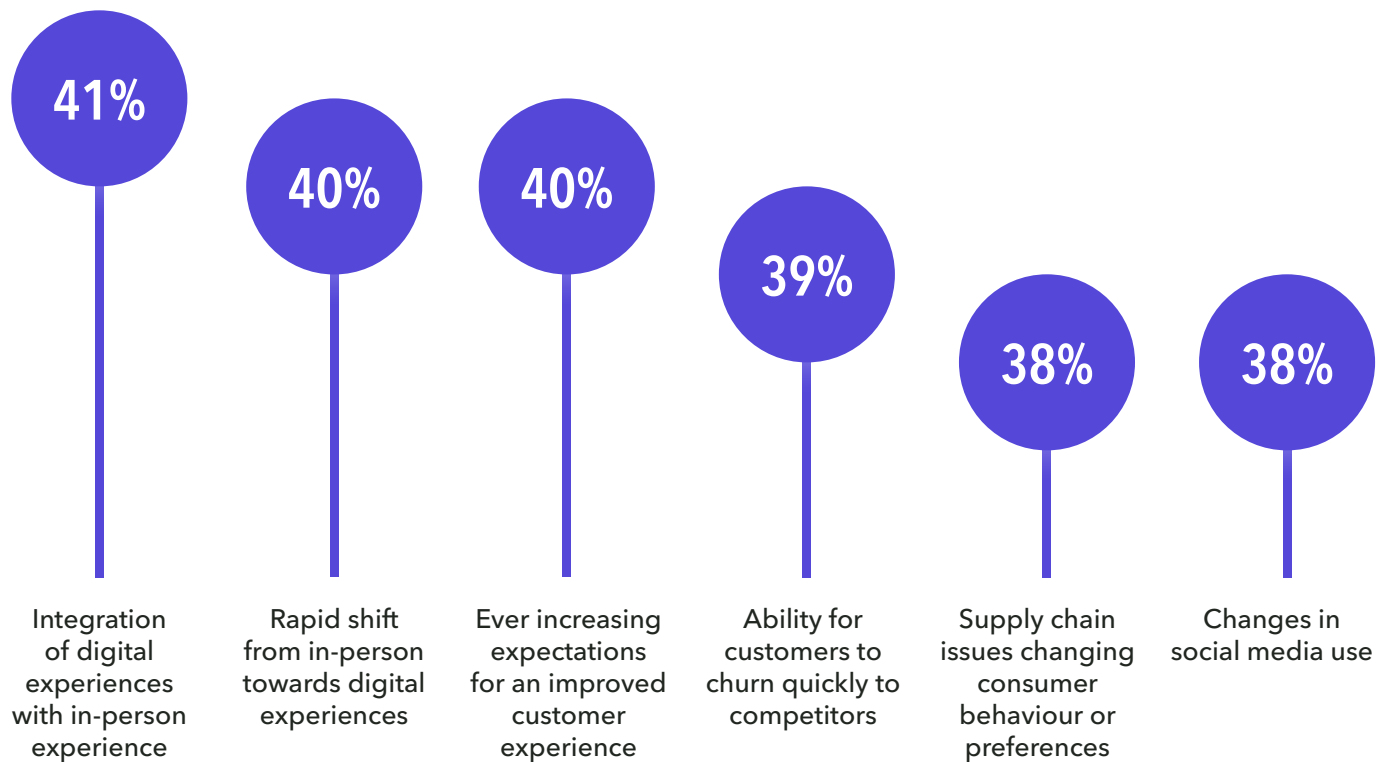 41%
40%
40%
39%
38%
38%
Integration
of digital
experiences
with in-person
experience
Rapid shift
from in-person
towards digital
experiences
Ever increasing
expectations
for an improved
customer
experience
Ability for
customers to
churn quickly to
competitors
Supply chain
issues changing
consumer
behaviour or
preferences
Changes in
social media use